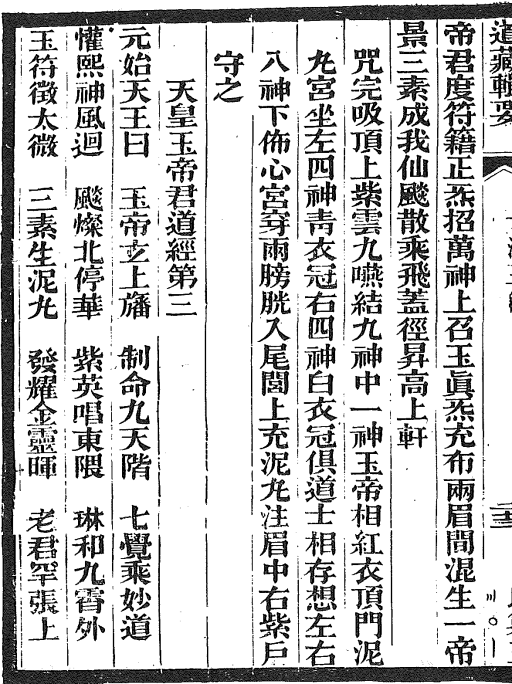 道藏輯要
帝君度符籍正炁招萬神上召玉眞炁充布兩眉間混生一帝
景三素成我仙飈散乘飛蓋徑昇高上軒
咒完吸頂上紫雲九嚥結九神中一神玉帝相紅衣頂門泥
丸宮坐左四神靑衣冠右四神白衣冠俱道士相存想左右
八神下佈心宮穿兩膀胱入尾閭上充泥丸注眉中右紫戶
守之
天皇玉帝君道經第三
元始天王曰　玉帝玄上旛　制命九天階　七覺乘妙道
懽熙神風迴　飈燦北停華　紫英唱東隈　琳和九霄外
玉符徵太微　三素生泥丸　發耀金靈暉　老君罕張上